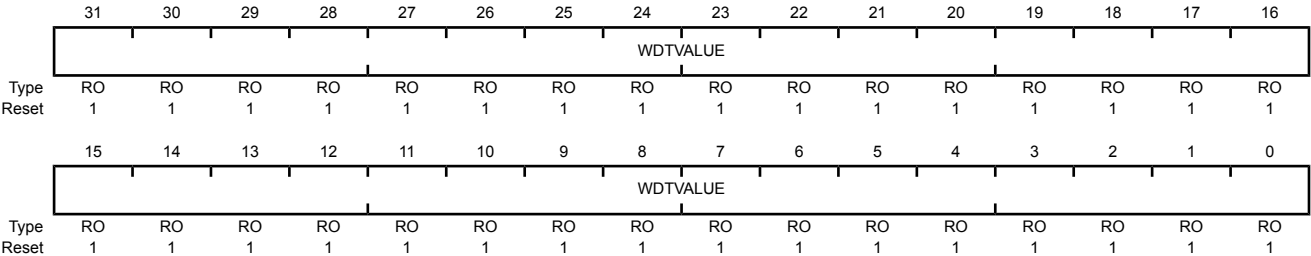 31 30 29 28 27 26 25 24 23 22 21 20 19 18 17 16
WDTVALUE
Type RO RO RO RO RO RO RO RO RO RO RO RO RO RO RO RO
Reset 1 1 1 1 1 1 1 1 1 1 1 1 1 1 1 1
15 14 13 12 11 10 9 8 7 6 5 4 3 2 1 0
WDTVALUE
Type RO RO RO RO RO RO RO RO RO RO RO RO RO RO RO RO
Reset 1 1 1 1 1 1 1 1 1 1 1 1 1 1 1 1